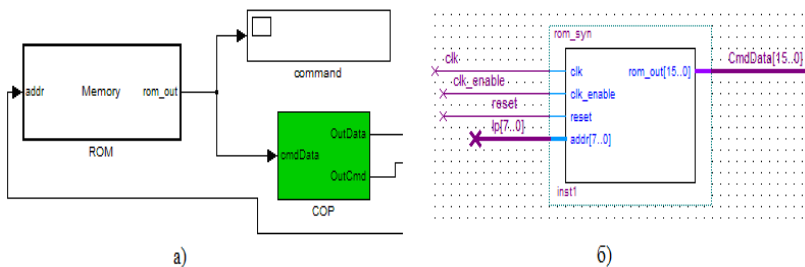 addr
Memory
rom_out
ROM
command
cmdData
OutData
OutCmd
COP
а)
rom_syn
clk
clk
rom_out[15..0]
CmdData[15..0]
clk_enable
clk_enable
reset
reset
Ip[7..0]
addr[7..0]
inst1
б)